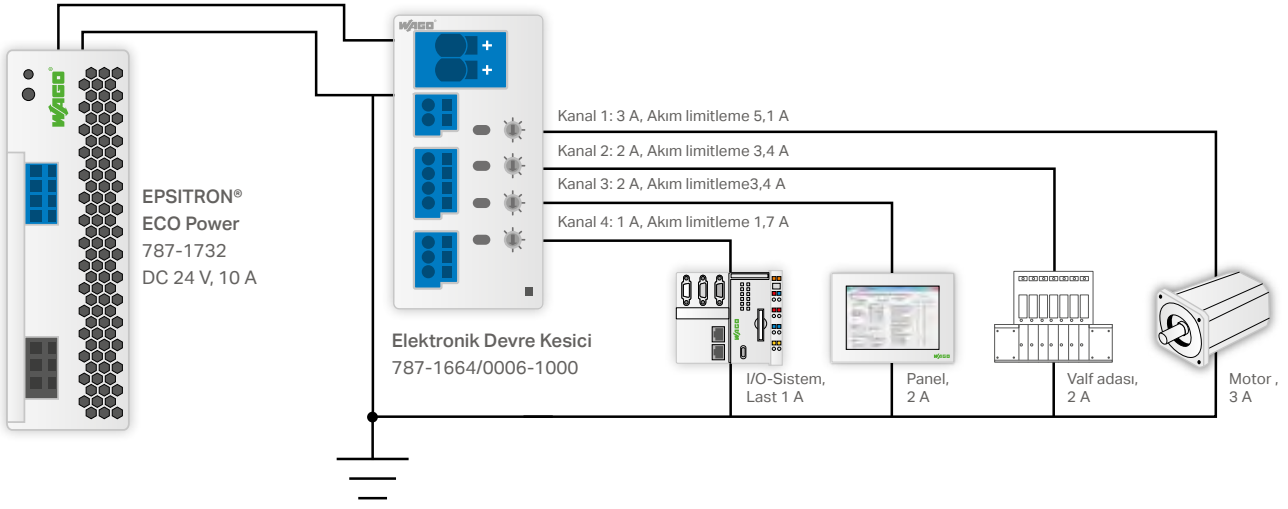 WAGO
EPSITRON®
ECO Power
787-1732
DC 24 V, 10 A
WAGO
+
+
Elektronik Devre Kesici
787-1664/0006-1000
Kanal 1: 3 A, Akım limitleme 5,1 A
Kanal 2: 2 A, Akım limitleme 3,4 A
Kanal 3: 2 A, Akım limitleme3,4 A
Kanal 4: 1 A, Akım limitleme 1,7 A
WAGO
I/O-Sistem,
Last 1 A
WAGO
Panel,
2 A
Valf adası,
2 A
Motor ,
3 A